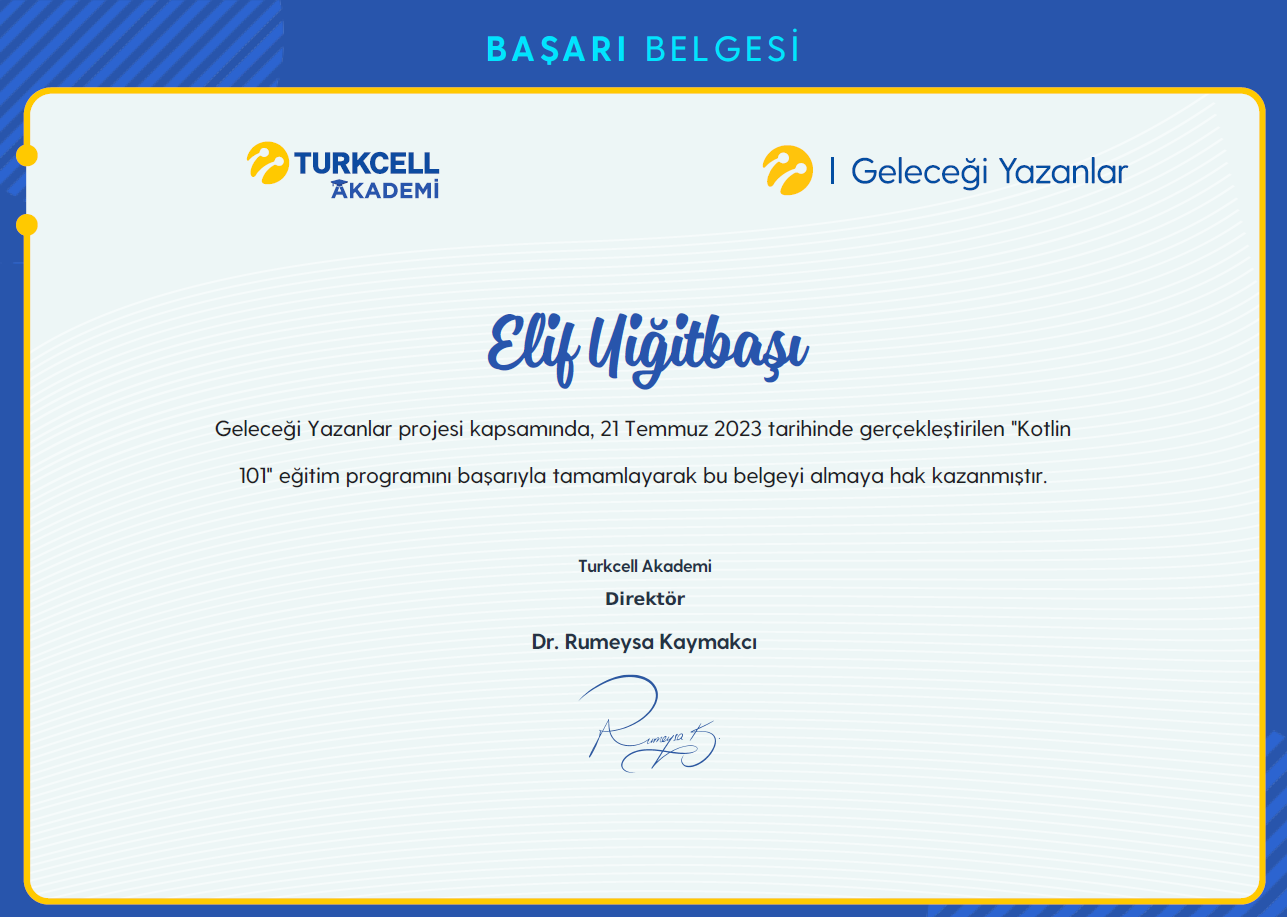 BAŞARI BELGESİ
TURKCELL
AKADEMİ
Geleceği Yazanlar
Elif Yiğitbaşı
Geleceği Yazanlar projesi kapsamında, 21 Temmuz 2023 tarihinde gerçekleştirilen "Kotlin
101" eğitim programını başarıyla tamamlayarak bu belgeyi almaya hak kazanmıştır.
Turkcell Akademi
Direktör
Dr. Rumeysa Kaymakcı
Rumeysa K.